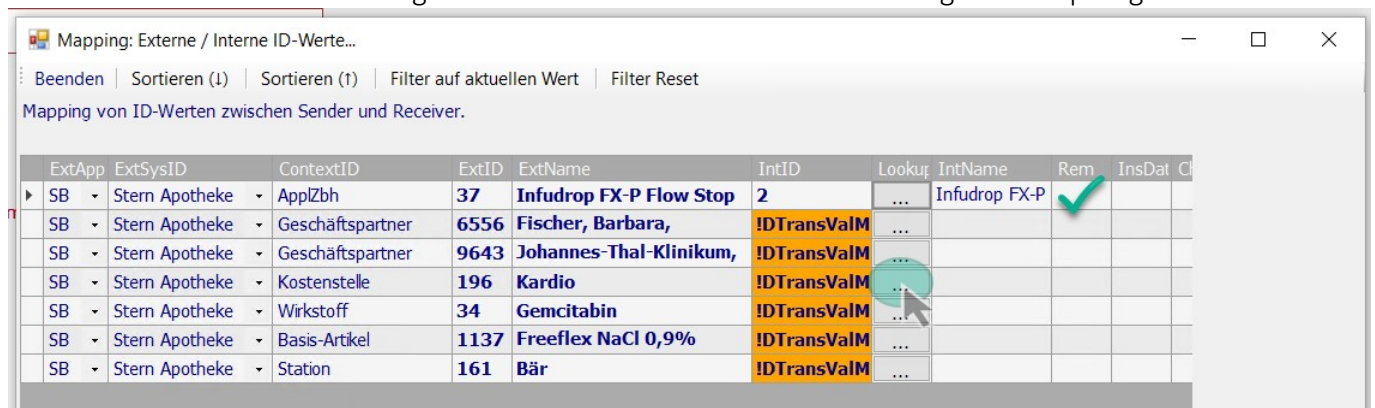 Mapping: Externe / Interne ID-Werte...
Beenden Sortieren (↓) Sortieren (↑) Filter auf aktuellen Wert Filter Reset
Mapping von ID-Werten zwischen Sender und Receiver.
ExtApp ExtSysID ContextID ExtID ExtName IntID Lookup IntName Rem InsDat
SB Stern Apotheke ApplZbh 37 Infudrop FX-P Flow Stop 2 ... Infudrop FX-P
SB Stern Apotheke Geschäftspartner 6556 Fischer, Barbara, !DTransValM ...
SB Stern Apotheke Geschäftspartner 9643 Johannes-Thal-Klinikum, !DTransValM ...
SB Stern Apotheke Kostenstelle 196 Kardio !DTransValM ...
SB Stern Apotheke Wirkstoff 34 Gemcitabin !DTransValM ...
SB Stern Apotheke Basis-Artikel 1137 Freeflex NaCl 0,9% !DTransValM ...
SB Stern Apotheke Station 161 Bär !DTransValM ...